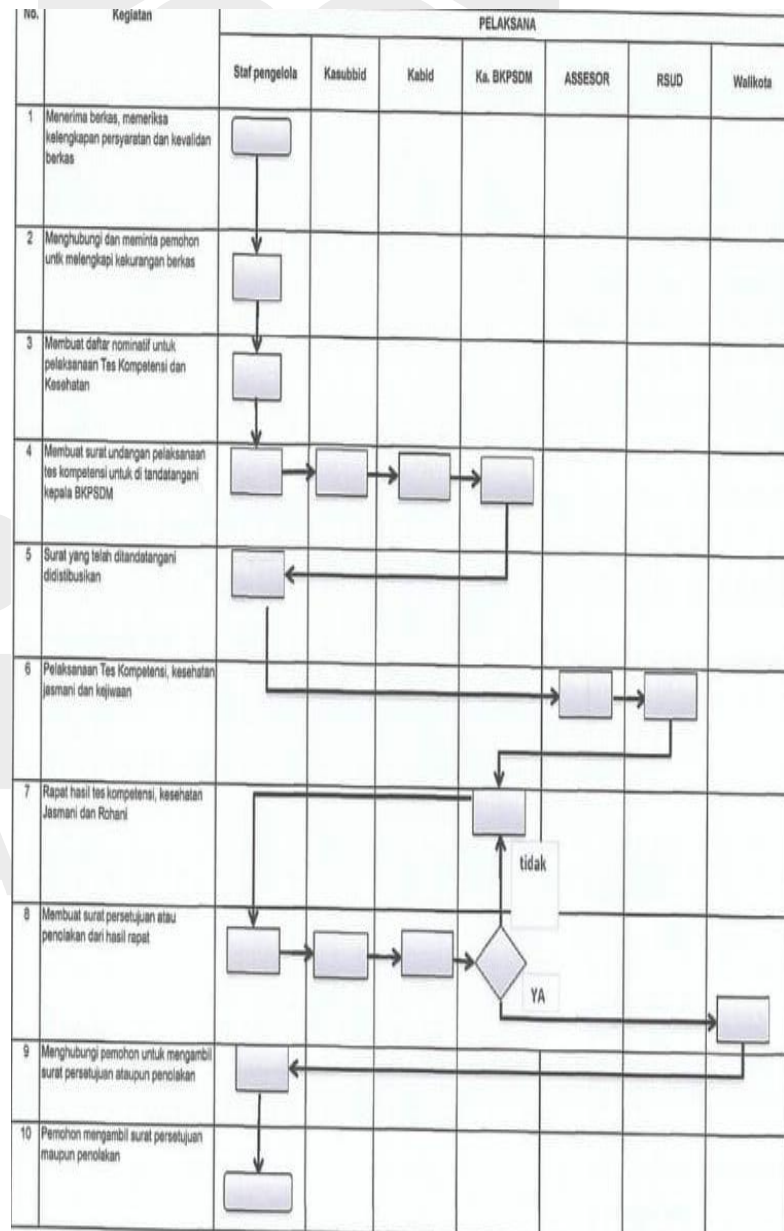 No.
Kegiatan
PELAKSANA
Staf pengelola
Kasubbid
Kabid
Ka. BKPSDM
ASSESOR
RSUD
Walikota
1
Menerima berkas, memeriksa
kelengkapan persyaratan dan kevalidan
berkas
2
Menghubungi dan meminta pemohon
untk melengkapi kekurangan berkas
3
Membuat daftar nominatif untuk
pelaksanaan Tes Kompetensi dan
Kesehatan
4
Membuat surat undangan pelaksanaan
tes kompetensi untuk di tandatangani
kepala BKPSDM
5
Surat yang telah ditandatangani
didistibusikan
6
Pelaksanaan Tes Kompetensi, kesehatan
jasmani dan kejiwaan
7
Rapat hasil tes kompetensi, kesehatan
Jasmani dan Rohani
tidak
8
Membuat surat persetujuan atau
penolakan dari hasil rapat
YA
9
Menghubungi pemohon untuk mengambil
surat persetujuan ataupun penolakan
10
Pemohon mengambil surat persetujuan
maupun penolakan